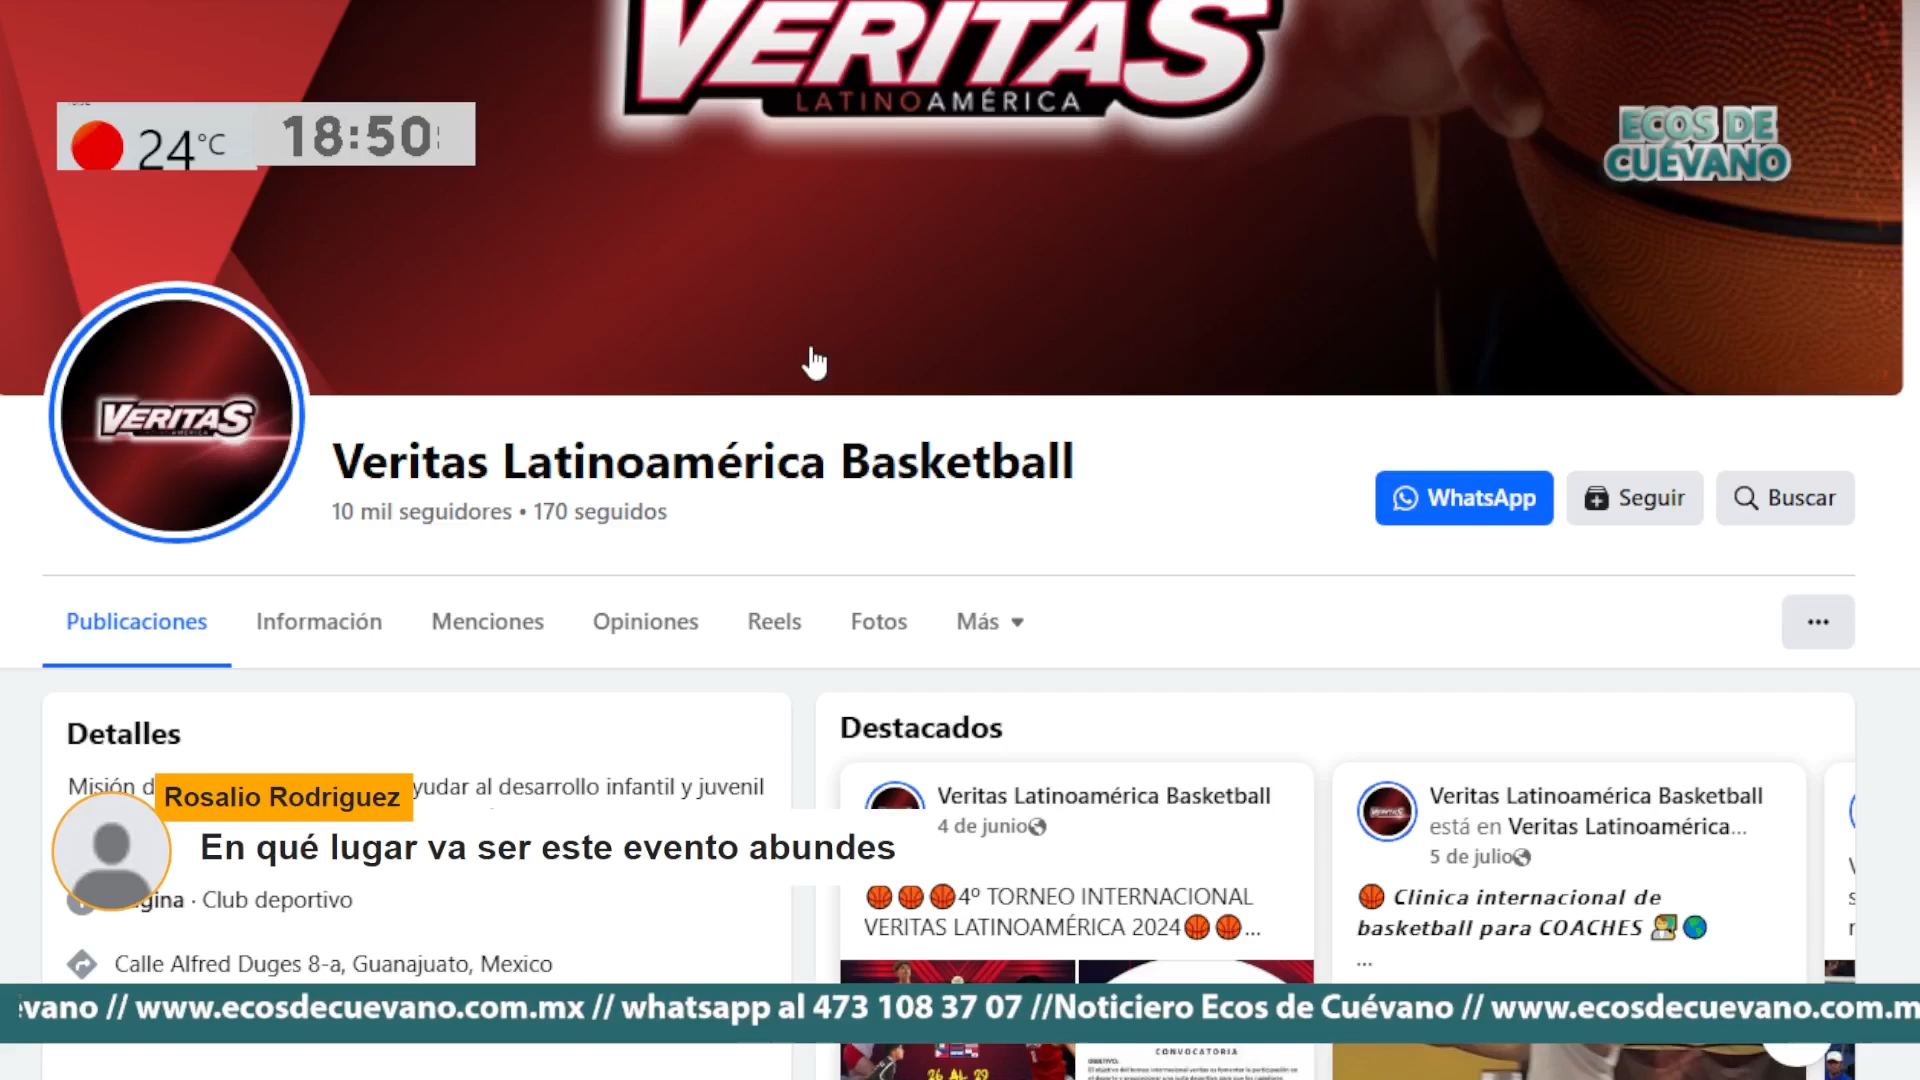 VERITAS
LATINOAMÉRICA
24°C
18:50
ECOS DE
CUÉVANO
VERITAS
Veritas Latinoamérica Basketball
10 mil seguidores • 170 seguidos
WhatsApp
Seguir
Buscar
Publicaciones
Información
Menciones
Opiniones
Reels
Fotos
Más
Detalles
Misión d
yudar al desarrollo infantil y juvenil
Rosalio Rodriguez
En qué lugar va ser este evento abundes
gina · Club deportivo
Calle Alfred Duges 8-a, Guanajuato, Mexico
Destacados
Veritas Latinoamérica Basketball
4 de junio
4º TORNEO INTERNACIONAL
VERITAS LATINOAMÉRICA 2024...
Veritas Latinoamérica Basketball
está en Veritas Latinoamérica...
5 de julio
Clinica internacional de
basketball para COACHES
...
vano // www.ecosdecuevano.com.mx // whatsapp al 473 108 37 07 //Noticiero Ecos de Cuévano // www.ecosdecuevano.com.m
26 AL 29
CONVOCATORIA